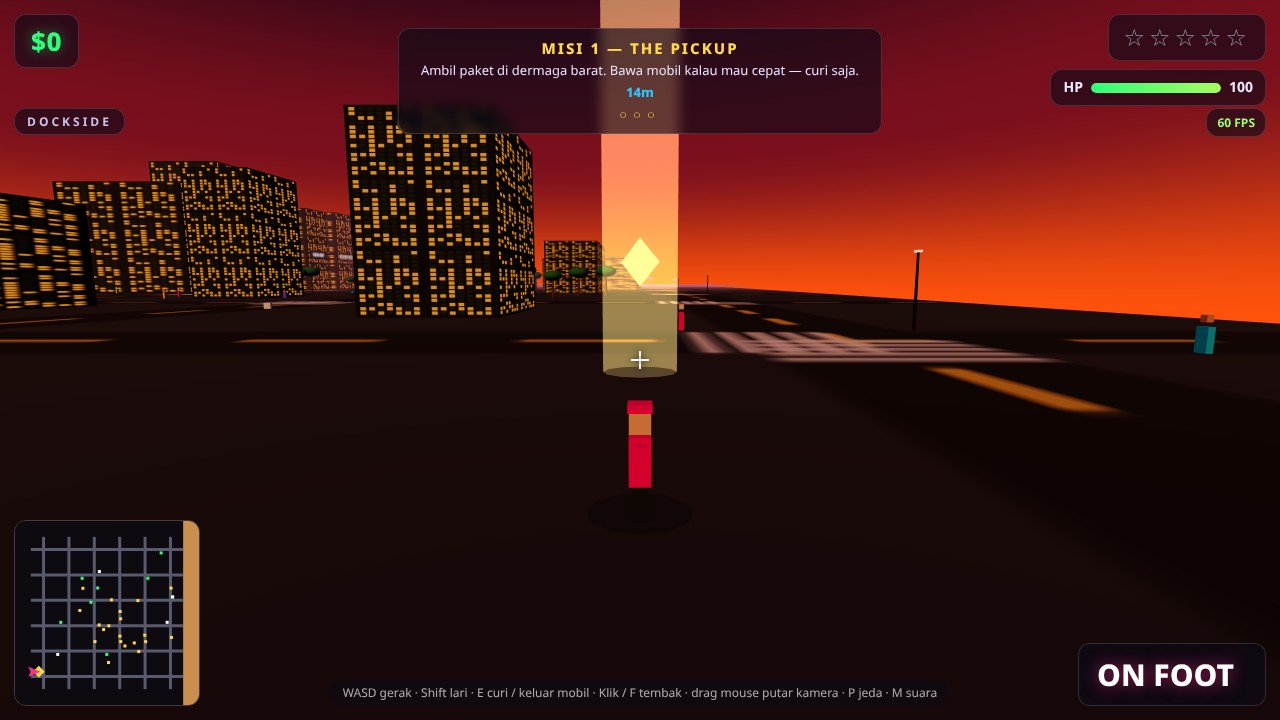 $0
MISI 1 — THE PICKUP
Ambil paket di dermaga barat. Bawa mobil kalau mau cepat — curi saja.
14m
HP 100
60 FPS
DOCKSIDE
ON FOOT
WASD gerak · Shift lari · E curi / keluar mobil · Klik / F tembak · drag mouse putar kamera · P jeda · M suara